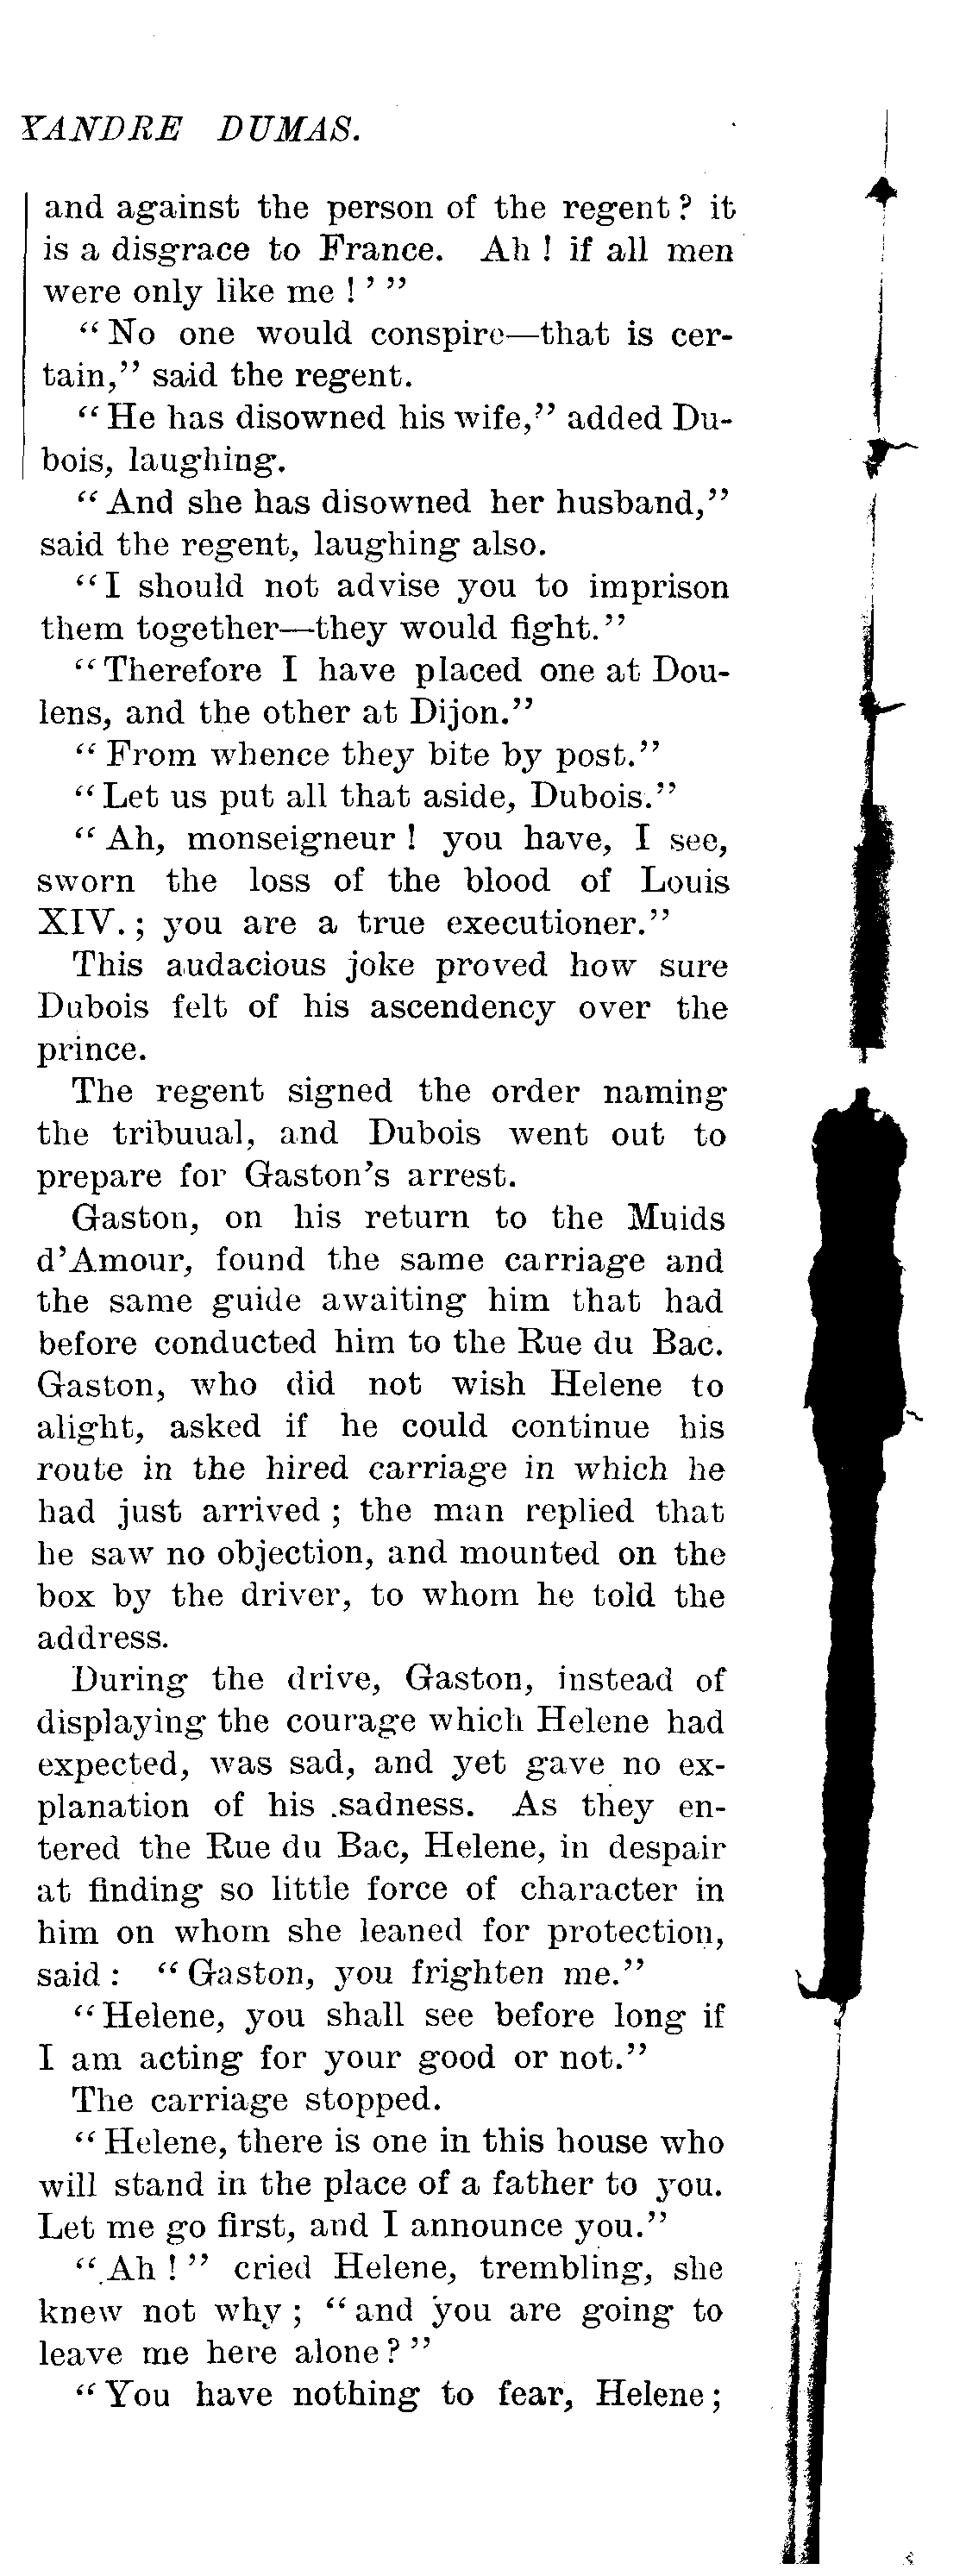 XANDRE DUMAS.
and against the person of the regent? it
is a disgrace to France. Ah! if all men
were only like me!' "
"No one would conspire—that is cer-
tain," said the regent.
"He has disowned his wife," added Du-
bois, laughing.
"And she has disowned her husband,"
said the regent, laughing also.
"I should not advise you to imprison
them together—they would fight."
"Therefore I have placed one at Dou-
lens, and the other at Dijon."
"From whence they bite by post."
"Let us put all that aside, Dubois."
"Ah, monseigneur! you have, I see,
sworn the loss of the blood of Louis
XIV.; you are a true executioner."
This audacious joke proved how sure
Dubois felt of his ascendency over the
prince.
The regent signed the order naming
the tribuual, and Dubois went out to
prepare for Gaston's arrest.
Gaston, on his return to the Muids
d'Amour, found the same carriage and
the same guide awaiting him that had
before conducted him to the Rue du Bac.
Gaston, who did not wish Helene to
alight, asked if he could continue his
route in the hired carriage in which he
had just arrived; the man replied that
he saw no objection, and mounted on the
box by the driver, to whom he told the
address.
During the drive, Gaston, instead of
displaying the courage which Helene had
expected, was sad, and yet gave no ex-
planation of his sadness. As they en-
tered the Rue du Bac, Helene, in despair
at finding so little force of character in
him on whom she leaned for protection,
said: "Gaston, you frighten me."
"Helene, you shall see before long if
I am acting for your good or not."
The carriage stopped.
"Helene, there is one in this house who
will stand in the place of a father to you.
Let me go first, and I announce you."
"Ah!" cried Helene, trembling, she
knew not why; "and you are going to
leave me here alone?"
"You have nothing to fear, Helene;